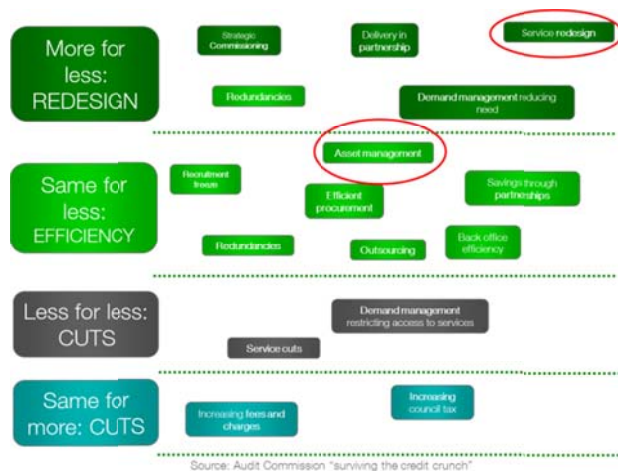 More for
less:
REDESIGN
Strategic
Commissioning
Delivery in
partnership
Service redesign
Redundancies
Demand management reducing
need
Same for
less:
EFFICIENCY
Asset management
Recruitment
freeze
Efficient
procurement
Savings through
partnerships
Redundancies
Outsourcing
Back office
efficiency
Less for less:
CUTS
Demand management
restricting access to services
Service cuts
Same for
more: CUTS
Increasing fees and
charges
Increasing
council tax
Source: Audit Commission "surviving the credit crunch"